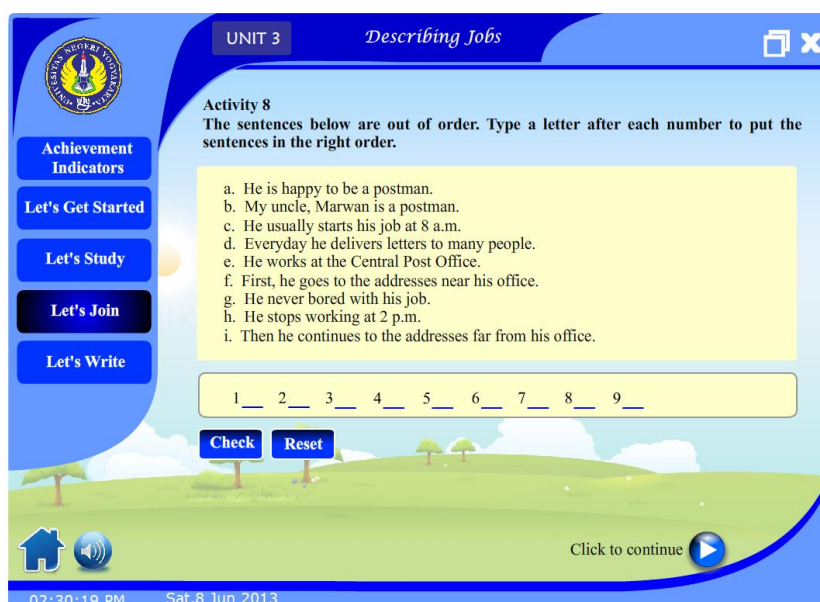 UNIT 3
Describing Jobs
UNIVERSITAS NEGERI YOGYAKARTA
Activity 8
The sentences below are out of order. Type a letter after each number to put the
sentences in the right order.
Achievement
Indicators
Let's Get Started
Let's Study
Let's Join
Let's Write
a. He is happy to be a postman.
b. My uncle, Marwan is a postman.
c. He usually starts his job at 8 a.m.
d. Everyday he delivers letters to many people.
e. He works at the Central Post Office.
f. First, he goes to the addresses near his office.
g. He never bored with his job.
h. He stops working at 2 p.m.
i. Then he continues to the addresses far from his office.
1__ 2__ 3__ 4__ 5__ 6__ 7__ 8__ 9__
Check Reset
Click to continue
02:30:19 PM Sat,8 Jun 2013